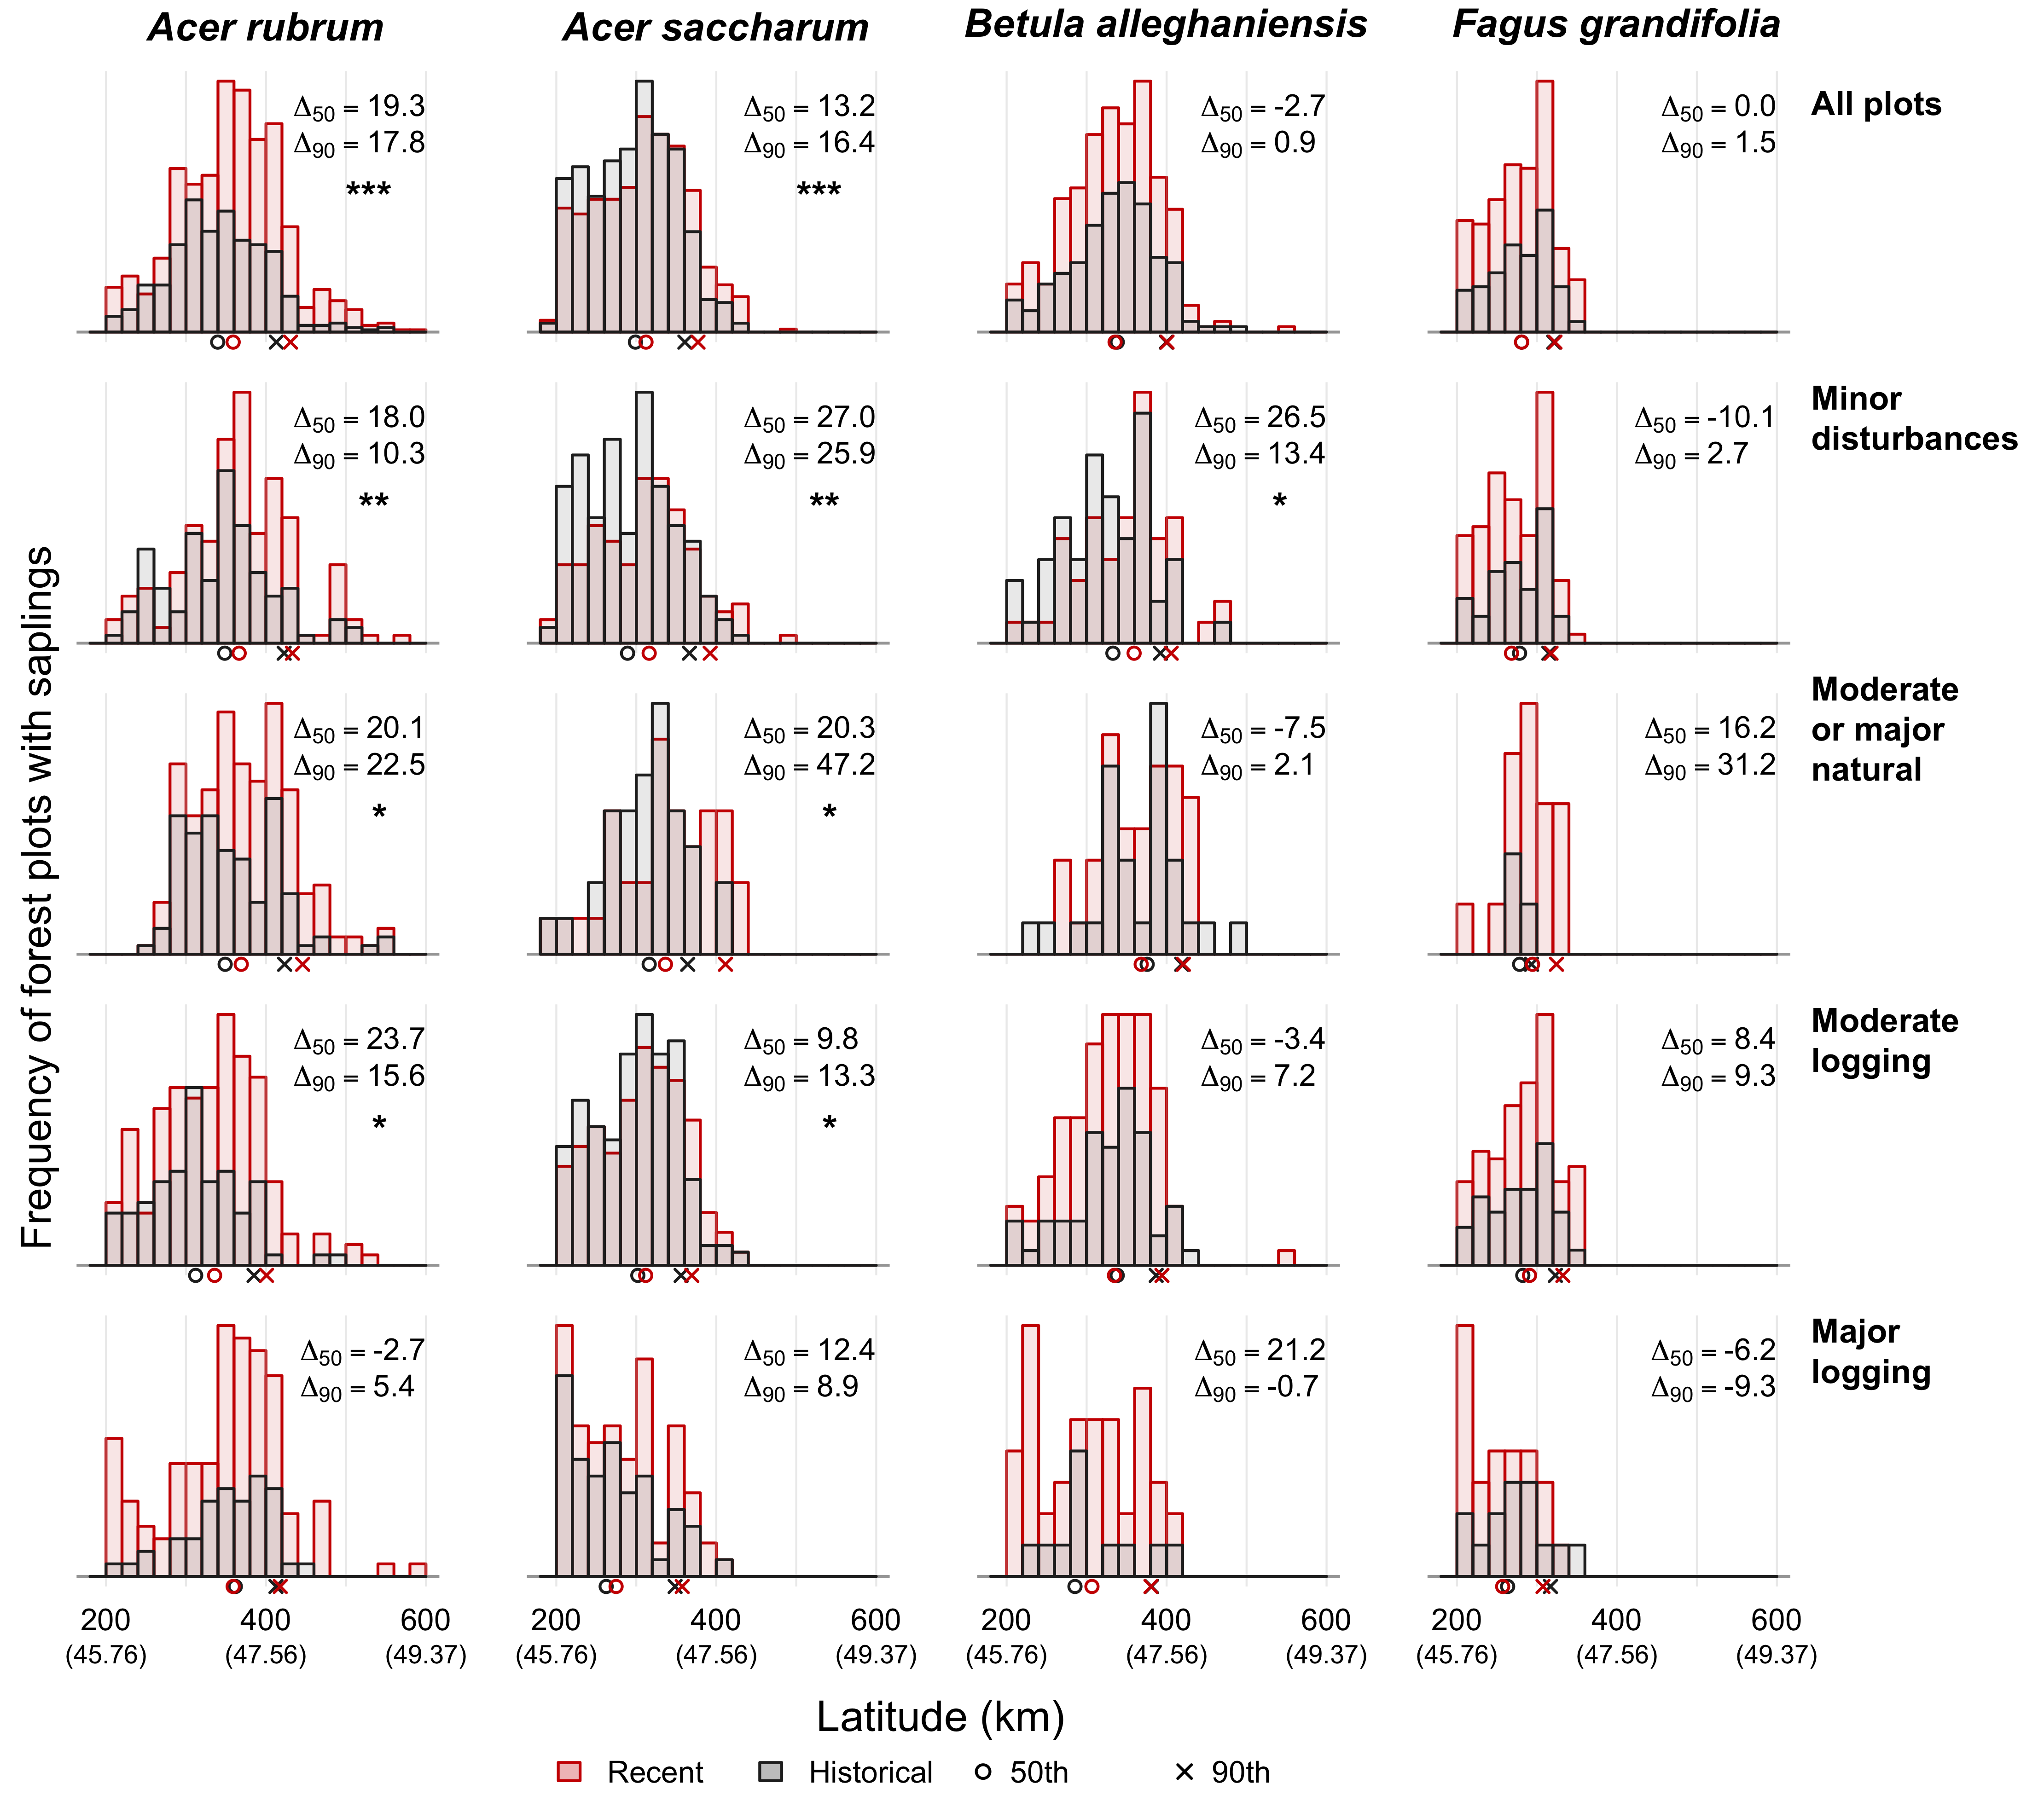 Acer rubrum Acer saccharum Betula alleghaniensis Fagus grandifolia
Δ50 = 19.3 Δ50 = 13.2 Δ50 = -2.7 Δ50 = 0.0 All plots
Δ90 = 17.8 Δ90 = 16.4 Δ90 = 0.9 Δ90 = 1.5
*** ***
Minor
Δ50 = 18.0 Δ50 = 27.0 Δ50 = 26.5 Δ50 = -10.1 disturbances
Δ90 = 10.3 Δ90 = 25.9 Δ90 = 13.4 Δ90 = 2.7
** ** *
Frequency of forest plots with saplings
Moderate
Δ50 = 20.1 Δ50 = 20.3 Δ50 = -7.5 Δ50 = 16.2 or major
Δ90 = 22.5 Δ90 = 47.2 Δ90 = 2.1 Δ90 = 31.2 natural
* *
Moderate
Δ50 = 23.7 Δ50 = 9.8 Δ50 = -3.4 Δ50 = 8.4 logging
Δ90 = 15.6 Δ90 = 13.3 Δ90 = 7.2 Δ90 = 9.3
* *
Major
Δ50 = -2.7 Δ50 = 12.4 Δ50 = 21.2 Δ50 = -6.2 logging
Δ90 = 5.4 Δ90 = 8.9 Δ90 = -0.7 Δ90 = -9.3
200 400 600 200 400 600 200 400 600 200 400 600
(45.76) (47.56) (49.37) (45.76) (47.56) (49.37) (45.76) (47.56) (49.37) (45.76) (47.56) (49.37)
Latitude (km)
Recent Historical 50th 90th